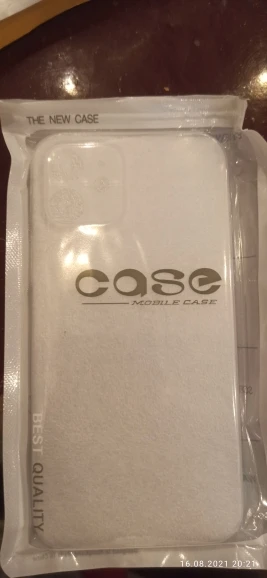 THE NEW CASE
case
MOBILE CASE
BEST QUALITY
16.08.2021 20:21